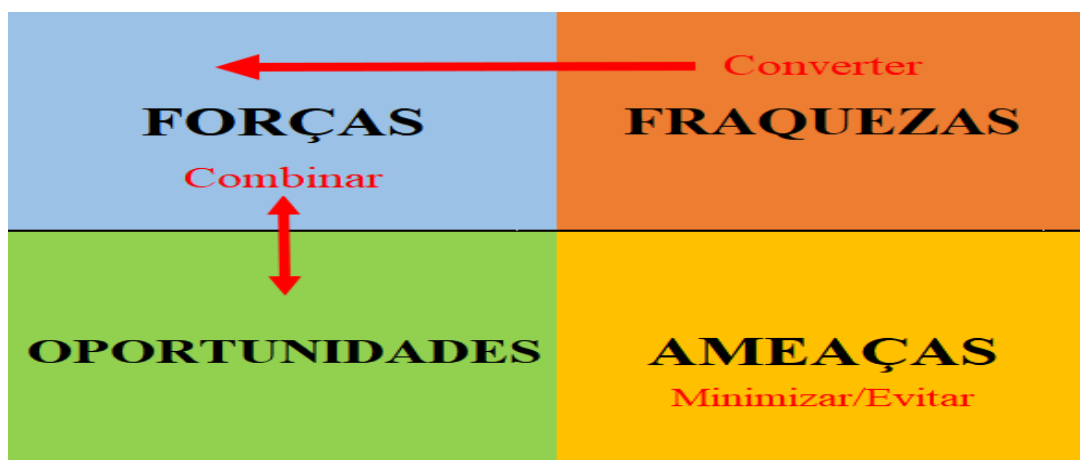 Converter
FORÇAS
FRAQUEZAS
Combinar
OPORTUNIDADES
AMEAÇAS
Minimizar/Evitar